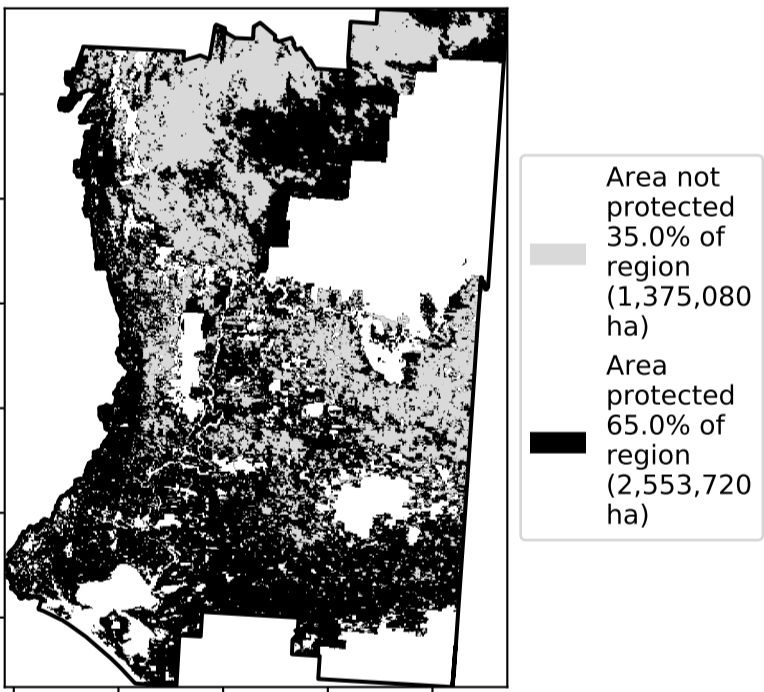 Area not
protected
35.0% of
region
(1,375,080
ha)
Area
protected
65.0% of
region
(2,553,720
ha)